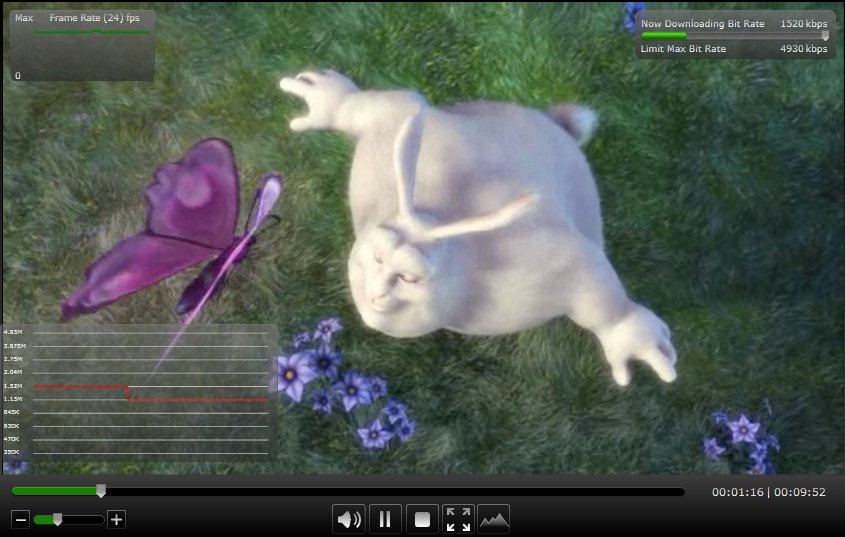 Max Frame Rate (24) fps
0
Now Downloading Bit Rate 1520 kbps
Limit Max Bit Rate 4930 kbps
4.93M
3.675M
2.75M
2.04M
1.52M
1.13M
845K
630K
470K
350K
00:01:16 | 00:09:52